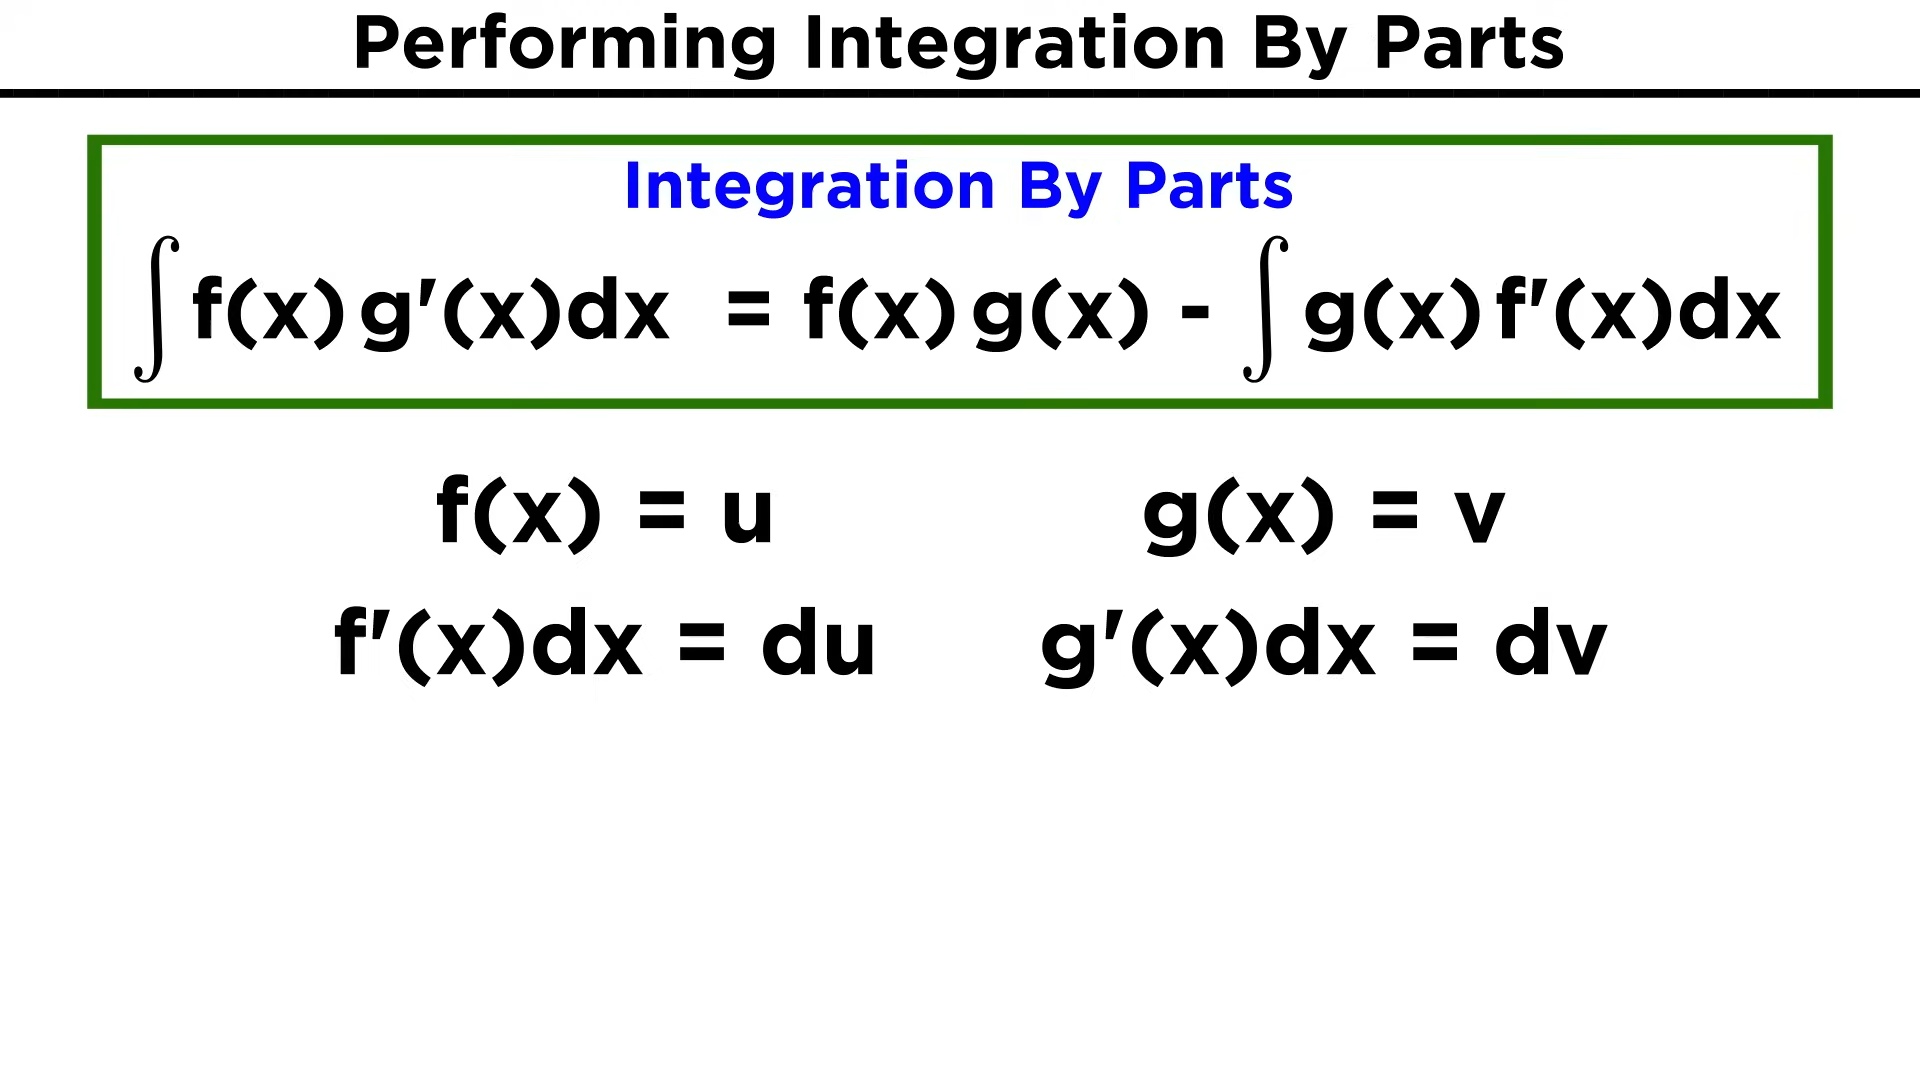 Performing Integration By Parts
Integration By Parts
∫ f(x) g'(x)dx = f(x) g(x) - ∫ g(x) f'(x)dx
f(x) = u g(x) = v
f'(x)dx = du g'(x)dx = dv